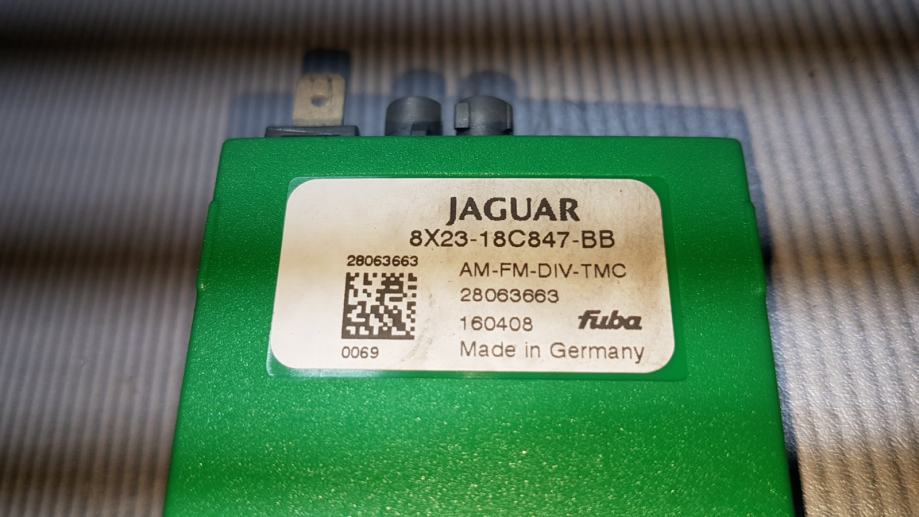 JAGUAR
8X23-18C847-BB
28063663
AM-FM-DIV-TMC
28063663
160408 fuba
0069
Made in Germany